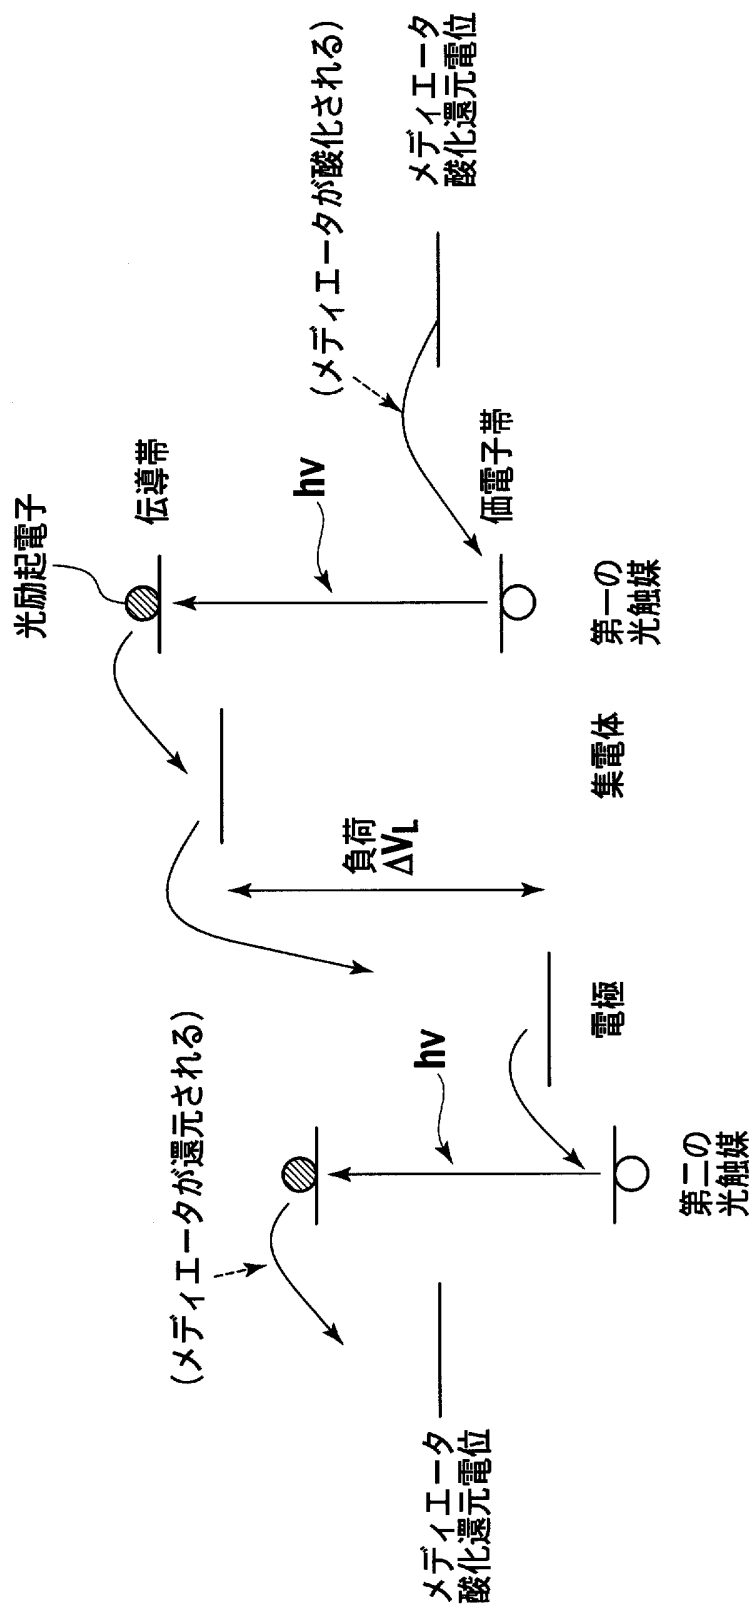 光励起電子
伝導帯
hν
価電子帯
(メディエータが酸化される)
メディエータ
酸化還元電位
第一の
光触媒
集電体
負荷
ΔVL
電極
(メディエータが還元される)
hν
第二の
光触媒
メディエータ
酸化還元電位